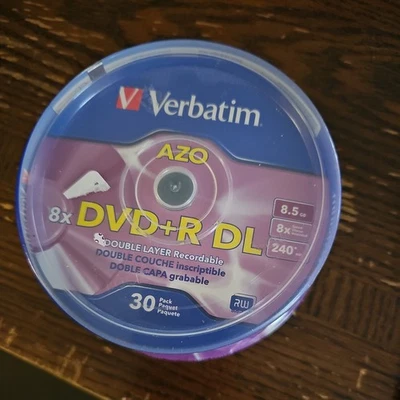 Verbatim.
AZO
8x DVD+R DL
8.5 GB
8x
240
DOUBLE LAYER Recordable
DOUBLE COUCHE inscriptible
DOBLE CAPA grabable
30 Pack
Paquet
Paquete
RW